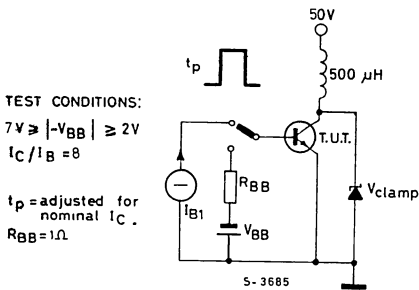 50V
tp
500 μH
TEST CONDITIONS:
7V ⩾ |-VBB| ⩾ 2V
IC/IB =8
T.U.T.
tp = adjusted for
nominal IC.
RBB=1Ω
RBB
IB1
VBB
Vclamp
S-3685